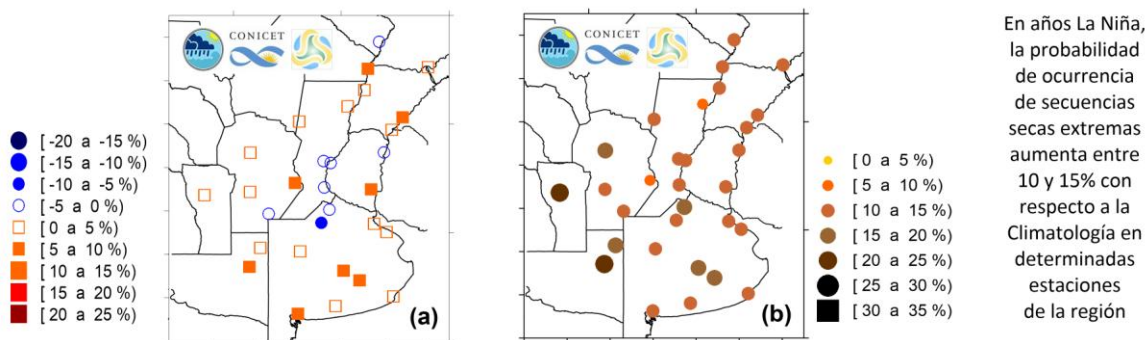 CONICET
[ -20 a -15 %)
[ -15 a -10 %)
[ -10 a -5 %)
[ -5 a 0 %)
[ 0 a 5 %)
[ 5 a 10 %)
[ 10 a 15 %)
[ 15 a 20 %)
[ 20 a 25 %)
(a)
CONICET
[ 0 a 5 %)
[ 5 a 10 %)
[ 10 a 15 %)
[ 15 a 20 %)
[ 20 a 25 %)
[ 25 a 30 %)
[ 30 a 35 %)
(b)
En años La Niña,
la probabilidad
de ocurrencia
de secuencias
secas extremas
aumenta entre
10 y 15% con
respecto a la
Climatología en
determinadas
estaciones
de la región